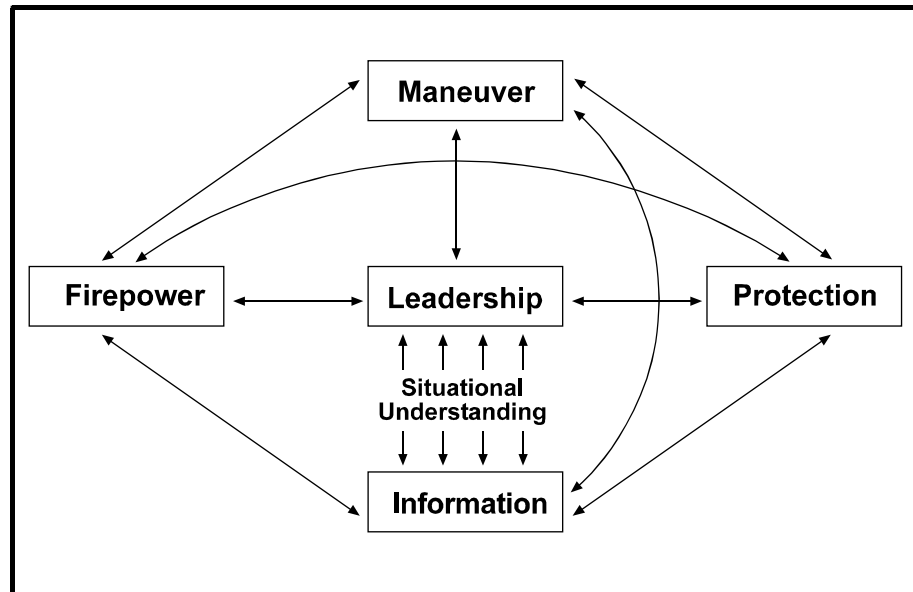 Maneuver
Firepower
Leadership
Protection
Situational
Understanding
Information